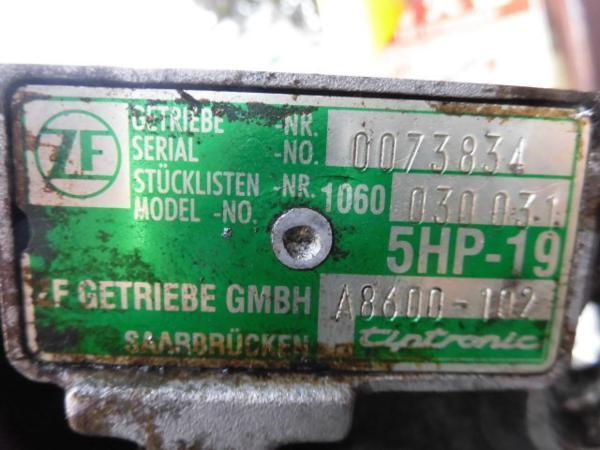 ZF
GETRIEBE -NR.
SERIAL -NO. 0073834
STÜCKLISTEN -NR. 1060 030 031
MODEL -NO.
5HP-19
ZF GETRIEBE GMBH A8600-102
SAARBRÜCKEN tiptronic